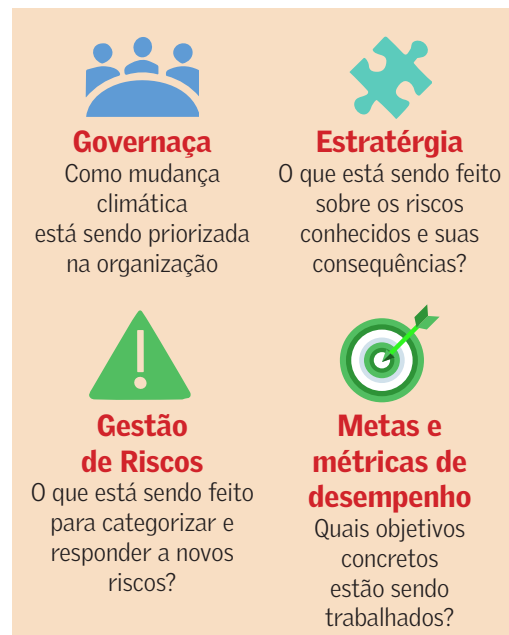 Governaça
Como mudança
climática
está sendo priorizada
na organização
Estratérgia
O que está sendo feito
sobre os riscos
conhecidos e suas
consequências?
Gestão
de Riscos
O que está sendo feito
para categorizar e
responder a novos
riscos?
Metas e
métricas de
desempenho
Quais objetivos
concretos
estão sendo
trabalhados?